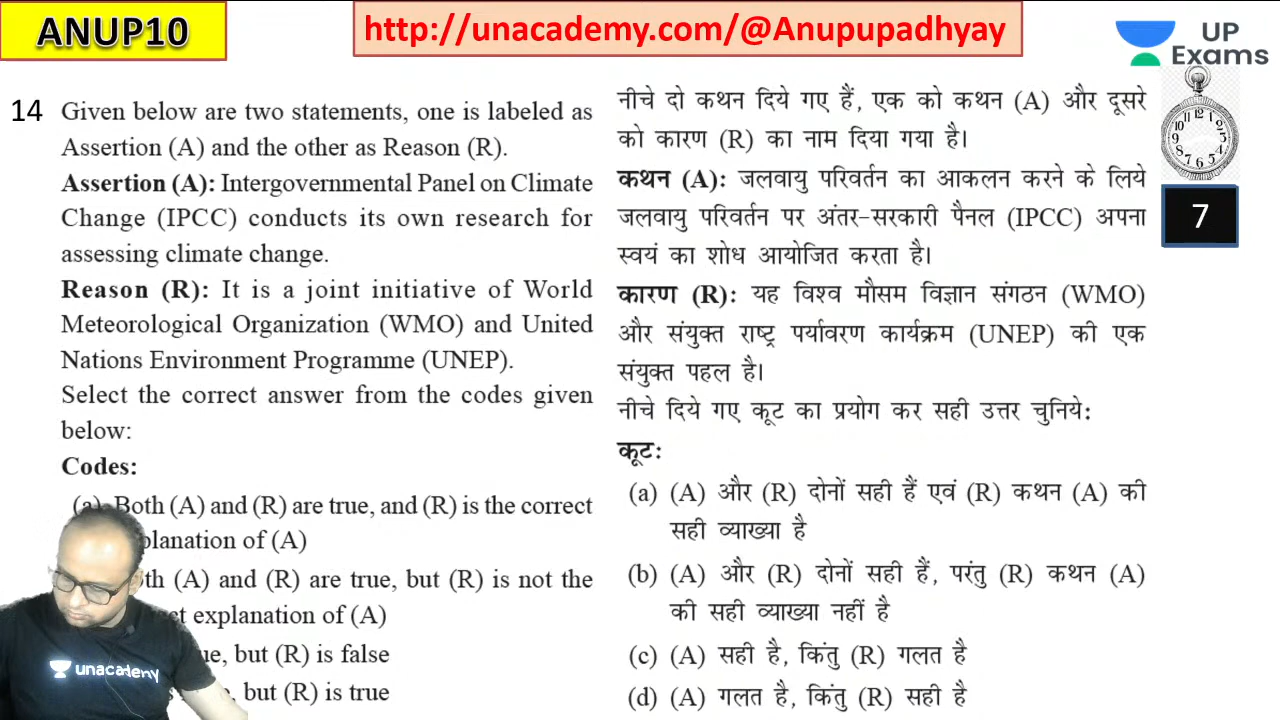 ANUP10
http://unacademy.com/@Anupupadhyay
UP
Exams
14
Given below are two statements, one is labeled as
Assertion (A) and the other as Reason (R).
Assertion (A): Intergovernmental Panel on Climate
Change (IPCC) conducts its own research for
assessing climate change.
Reason (R): It is a joint initiative of World
Meteorological Organization (WMO) and United
Nations Environment Programme (UNEP).
Select the correct answer from the codes given
below:
Codes:
(a) Both (A) and (R) are true, and (R) is the correct
planation of (A)
th (A) and (R) are true, but (R) is not the
ct explanation of (A)
ue, but (R) is false
, but (R) is true
नीचे दो कथन दिये गए हैं, एक को कथन (A) और दूसरे
को कारण (R) का नाम दिया गया है।
कथन (A): जलवायु परिवर्तन का आकलन करने के लिये
जलवायु परिवर्तन पर अंतर-सरकारी पैनल (IPCC) अपना
स्वयं का शोध आयोजित करता है।
कारण (R): यह विश्व मौसम विज्ञान संगठन (WMO)
और संयुक्त राष्ट्र पर्यावरण कार्यक्रम (UNEP) की एक
संयुक्त पहल है।
नीचे दिये गए कूट का प्रयोग कर सही उत्तर चुनिये:
कूट:
(a) (A) और (R) दोनों सही हैं एवं (R) कथन (A) की
सही व्याख्या है
(b) (A) और (R) दोनों सही हैं, परंतु (R) कथन (A)
की सही व्याख्या नहीं है
(c) (A) सही है, किंतु (R) गलत है
(d) (A) गलत है, किंतु (R) सही है
7
unacademy